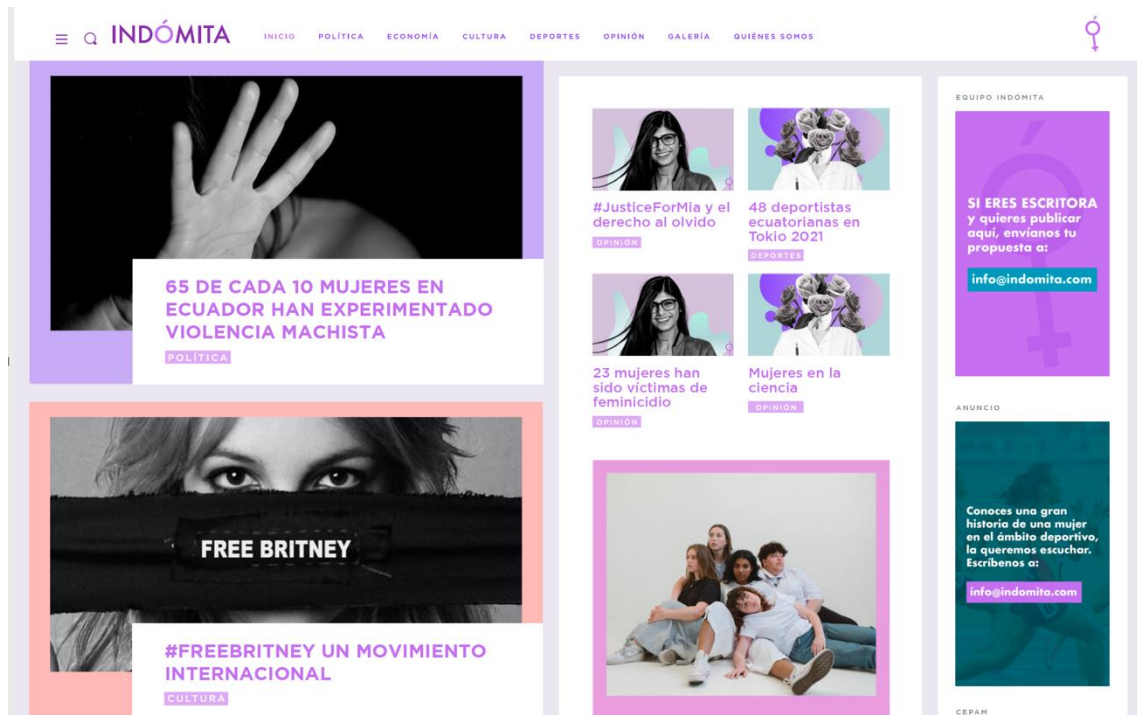 INDÓMITA
INICIO POLÍTICA ECONOMÍA CULTURA DEPORTES OPINIÓN GALERÍA QUIÉNES SOMOS
65 DE CADA 10 MUJERES EN
ECUADOR HAN EXPERIMENTADO
VIOLENCIA MACHISTA
POLÍTICA
FREE BRITNEY
#FREEBRITNEY UN MOVIMIENTO
INTERNACIONAL
CULTURA
#JusticeForMia y el
derecho al olvido
OPINIÓN
48 deportistas
ecuatorianas en
Tokio 2021
DEPORTES
23 mujeres han
sido víctimas de
feminicidio
OPINIÓN
Mujeres en la
ciencia
OPINIÓN
EQUIPO INDÓMITA
SI ERES ESCRITORA
y quieres publicar
aquí, envíanos tu
propuesta a:
info@indomita.com
ANUNCIO
Conoces una gran
historia de una mujer
en el ámbito deportivo,
la queremos escuchar.
Escríbenos a:
info@indomita.com
CEPAM